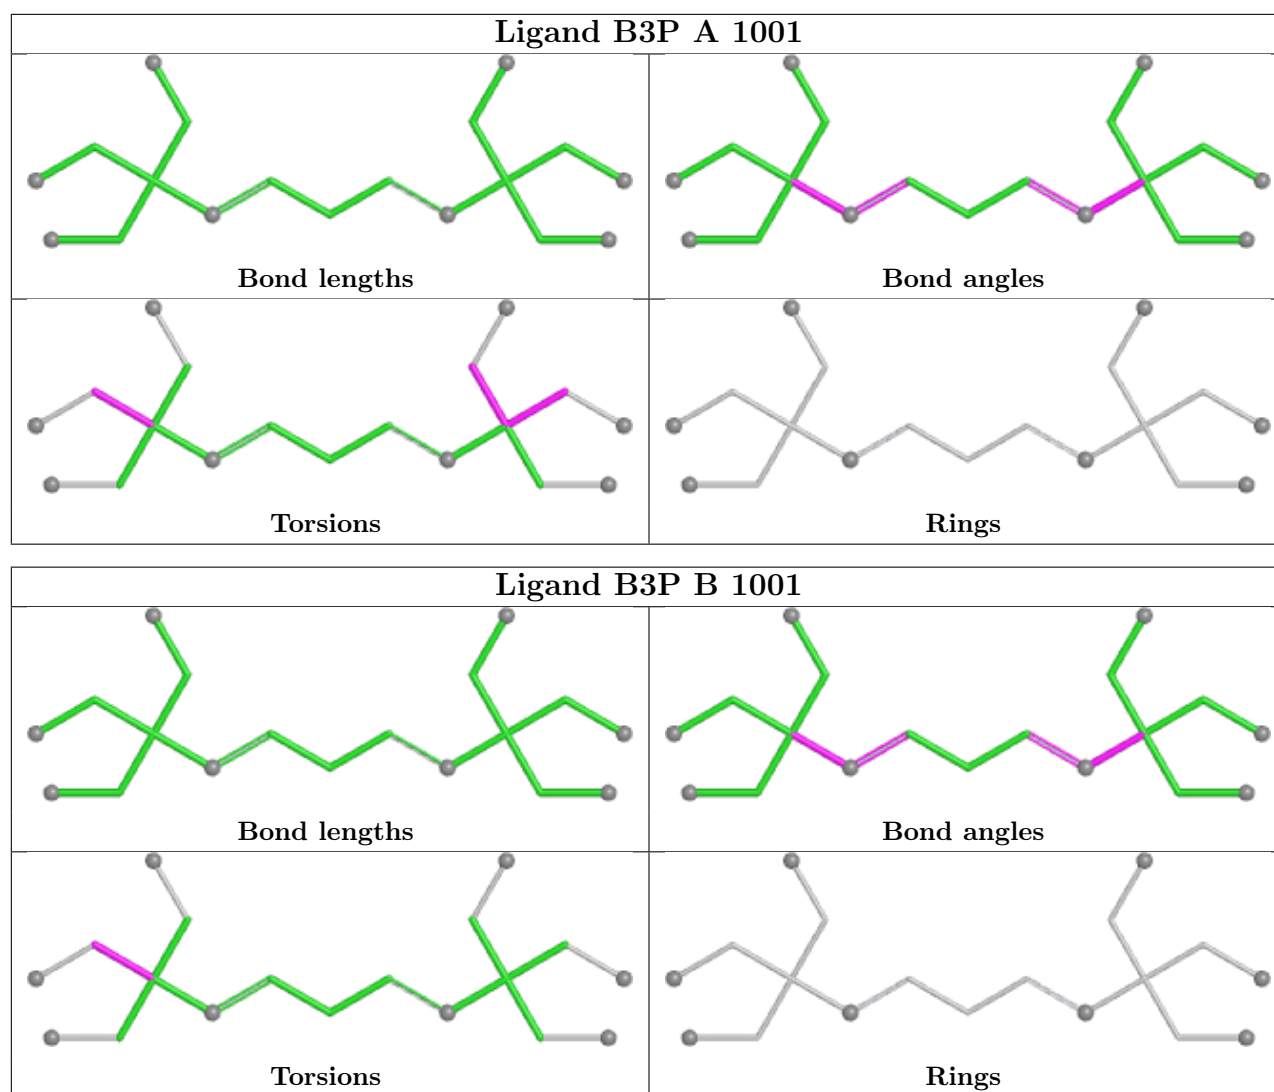 Ligand B3P A 1001
Bond lengths
Bond angles
Torsions
Rings
Ligand B3P B 1001
Bond lengths
Bond angles
Torsions
Rings